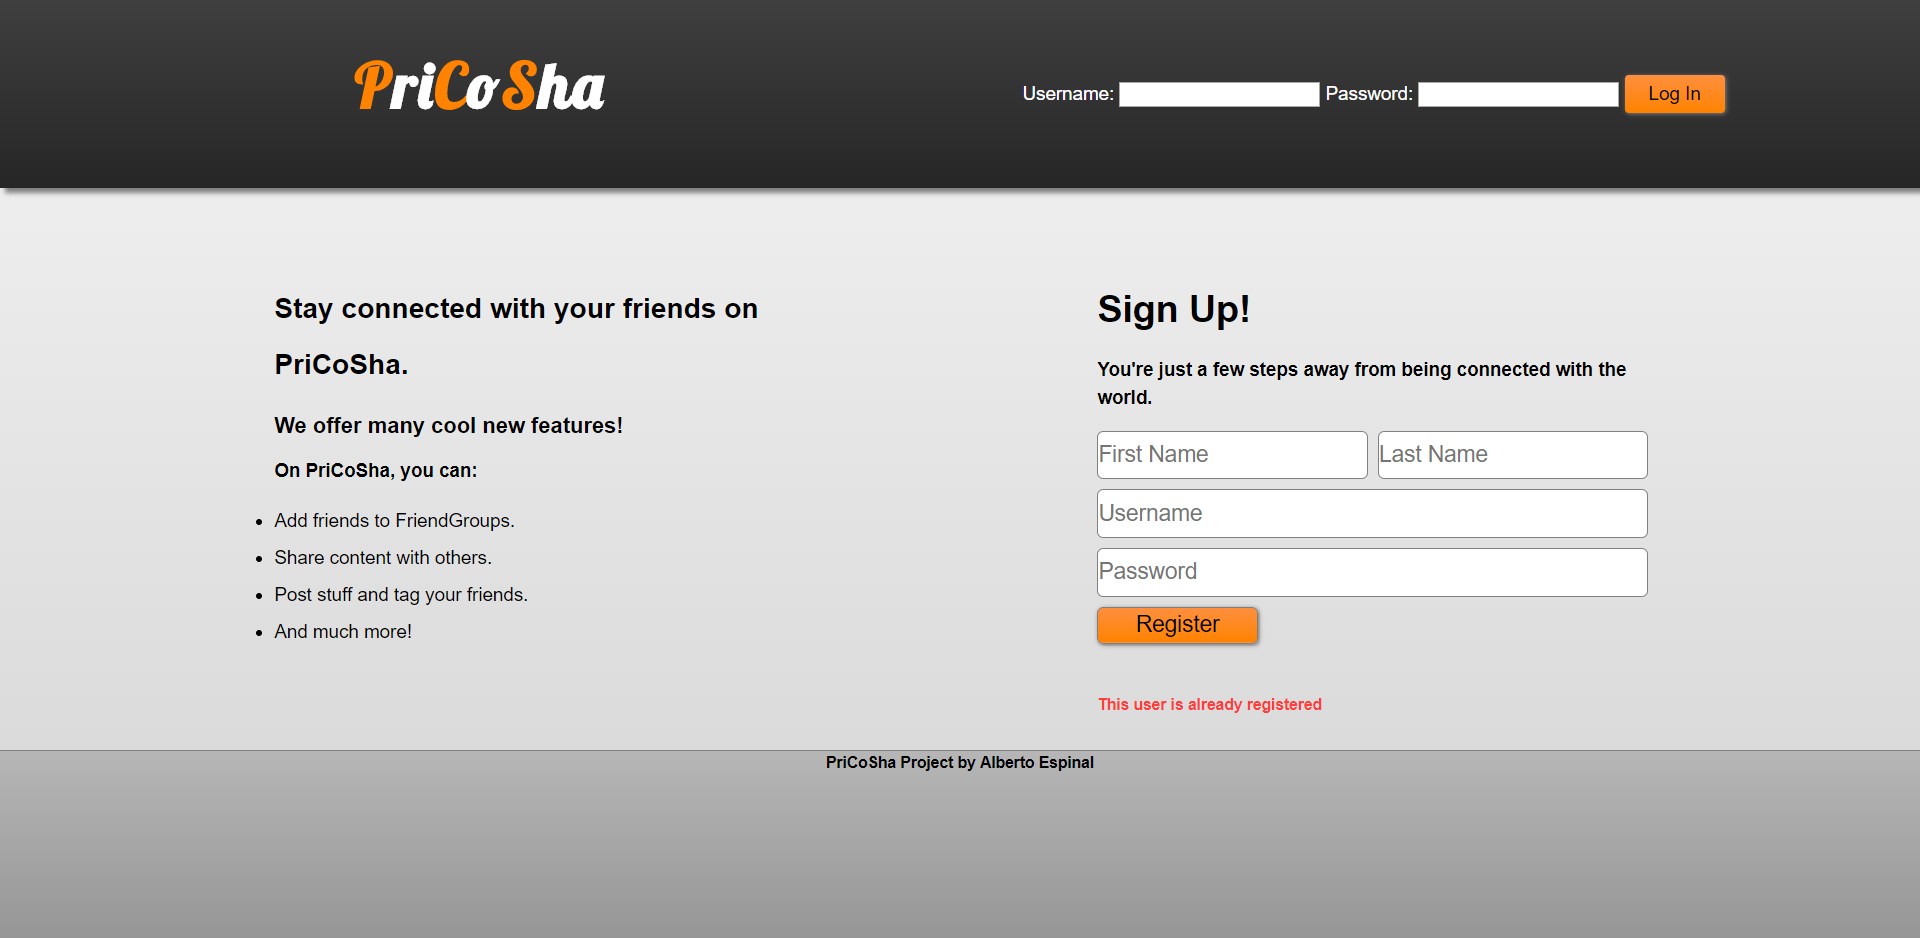 PriCoSha
Username: Password: Log In
Stay connected with your friends on
PriCoSha.
We offer many cool new features!
On PriCoSha, you can:
Add friends to FriendGroups.
Share content with others.
Post stuff and tag your friends.
And much more!
Sign Up!
You're just a few steps away from being connected with the
world.
First Name Last Name
Username
Password
Register
This user is already registered
PriCoSha Project by Alberto Espinal